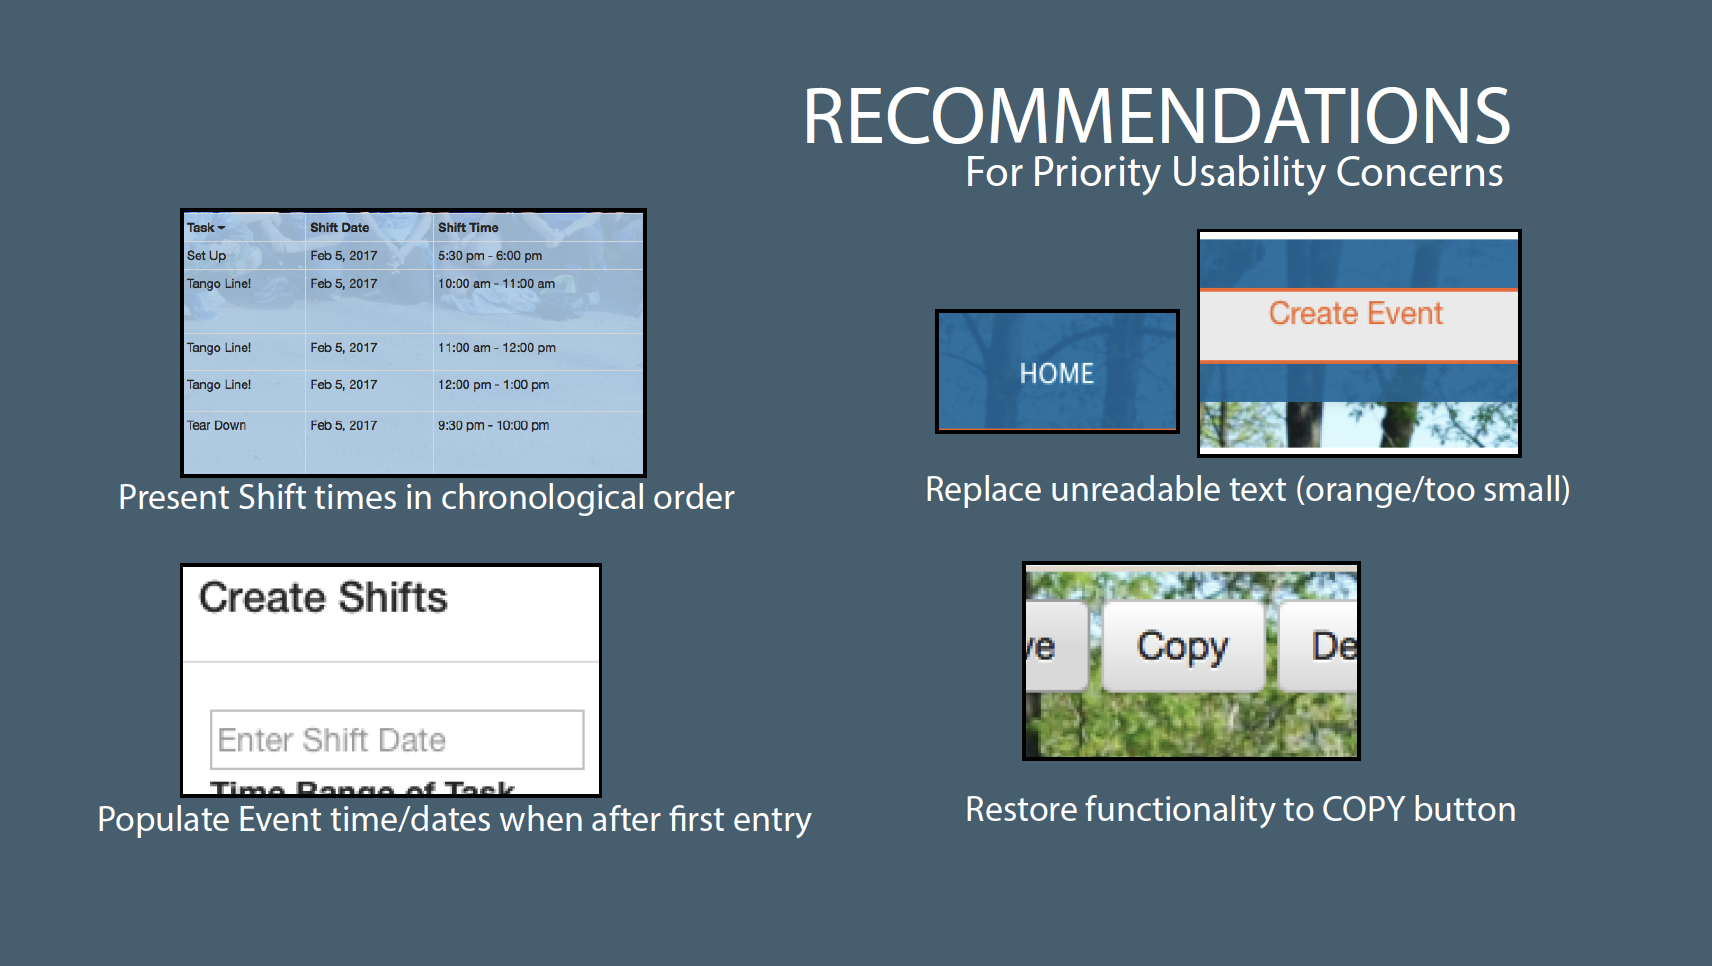 RECOMMENDATIONS
For Priority Usability Concerns
Task Shift Date Shift Time
Set Up Feb 5, 2017 5:30 pm - 6:00 pm
Tango Line! Feb 5, 2017 10:00 am - 11:00 am
Tango Line! Feb 5, 2017 11:00 am - 12:00 pm
Tango Line! Feb 5, 2017 12:00 pm - 1:00 pm
Tear Down Feb 5, 2017 9:30 pm - 10:00 pm
Present Shift times in chronological order
HOME
Create Event
Replace unreadable text (orange/too small)
Create Shifts
Enter Shift Date
Time Range of Task
Populate Event time/dates when after first entry
ve Copy De
Restore functionality to COPY button